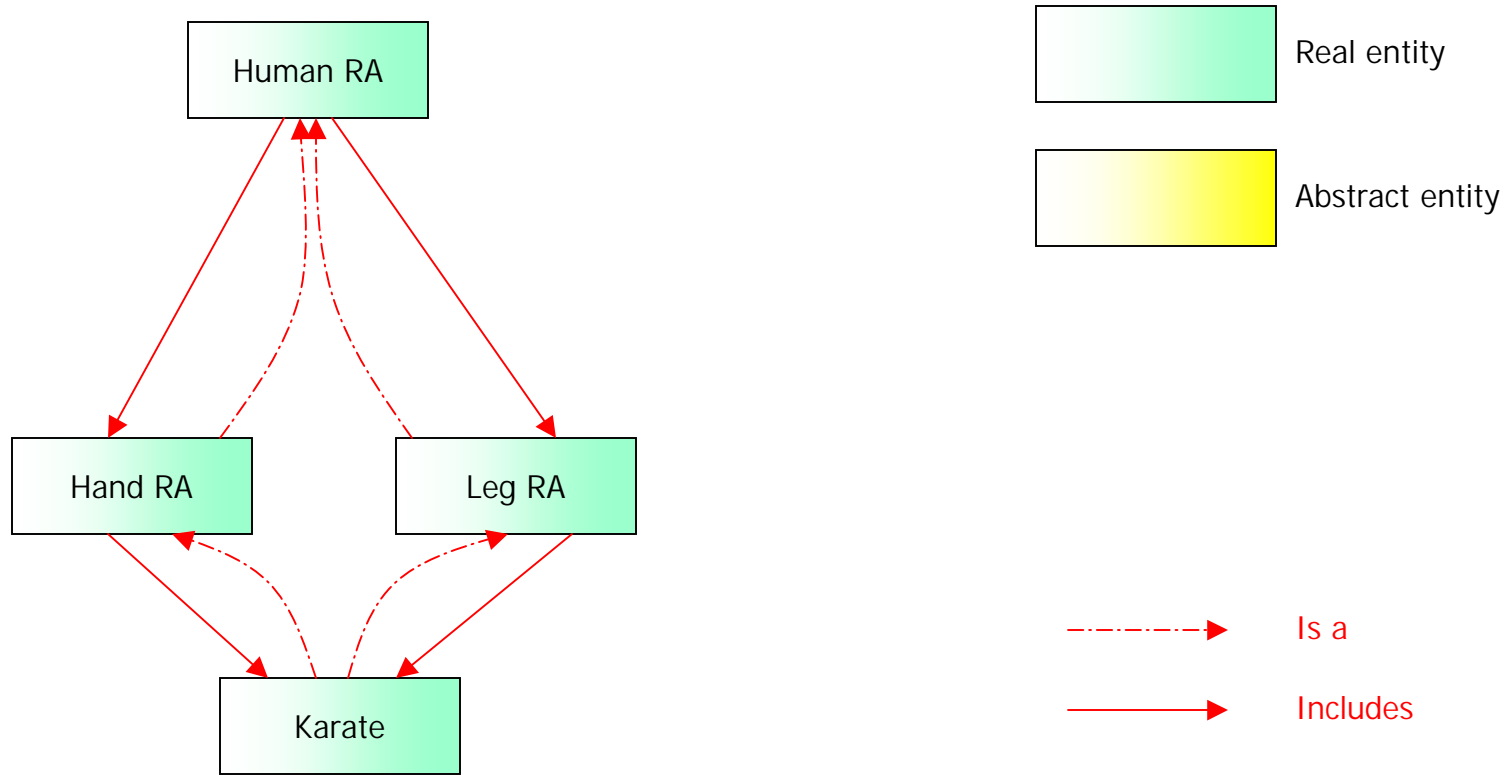 Human RA
Real entity
Abstract entity
Hand RA
Leg RA
Is a
Includes
Karate